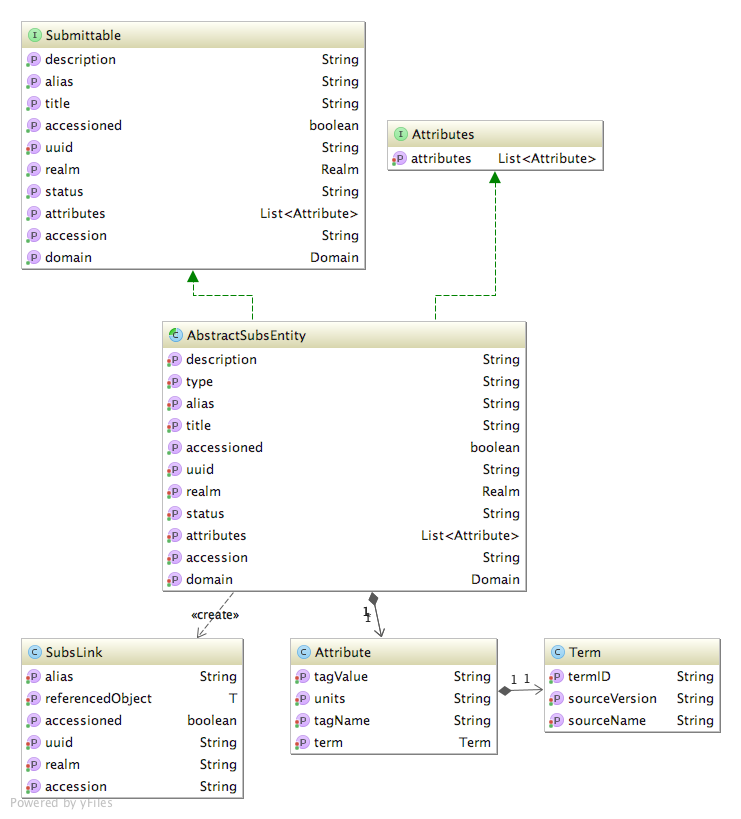 I Submittable
P description String
P alias String
P title String
P accessioned boolean
P uuid String
P realm Realm
P status String
P attributes List<Attribute>
P accession String
P domain Domain
I Attributes
P attributes List<Attribute>
C AbstractSubsEntity
P description String
P type String
P alias String
P title String
P accessioned boolean
P uuid String
P realm Realm
P status String
P attributes List<Attribute>
P accession String
P domain Domain
«create»
1
1
C SubsLink
P alias String
P referencedObject T
P accessioned boolean
P uuid String
P realm String
P accession String
C Attribute
P tagValue String
P units String
P tagName String
P term Term
1 1
C Term
P termID String
P sourceVersion String
P sourceName String
Powered by yFiles